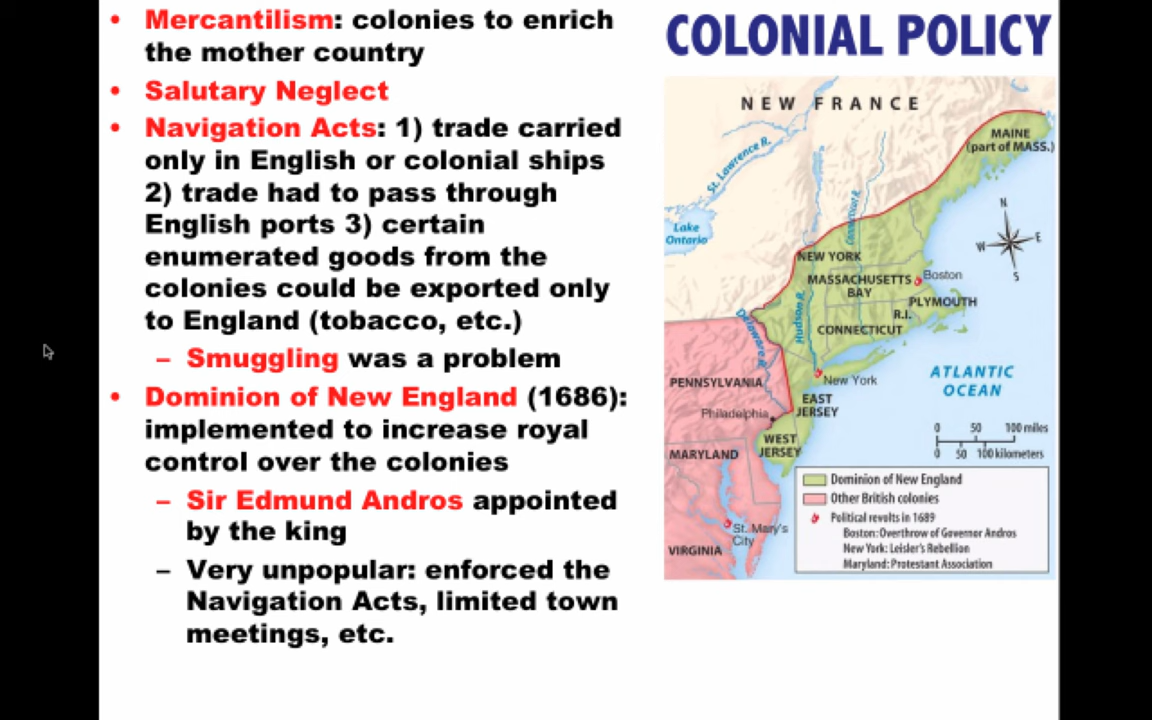 • Mercantilism: colonies to enrich
the mother country
• Salutary Neglect
• Navigation Acts: 1) trade carried
only in English or colonial ships
2) trade had to pass through
English ports 3) certain
enumerated goods from the
colonies could be exported only
to England (tobacco, etc.)
– Smuggling was a problem
• Dominion of New England (1686):
implemented to increase royal
control over the colonies
– Sir Edmund Andros appointed
by the king
– Very unpopular: enforced the
Navigation Acts, limited town
meetings, etc.
COLONIAL POLICY
NEW FRANCE
MAINE
(part of MASS.)
St. Lawrence R.
Connecticut R.
Lake
Ontario
N
W E
S
NEW YORK
MASSACHUSETTS
BAY
Boston
PLYMOUTH
R.I.
CONNECTICUT
Hudson R.
Delaware R.
New York
ATLANTIC
OCEAN
PENNSYLVANIA
Philadelphia
EAST
JERSEY
WEST
JERSEY
MARYLAND
0 50 100 miles
0 50 100 kilometers
St. Mary's
City
VIRGINIA
Dominion of New England
Other British colonies
Political revolts in 1689
Boston: Overthrow of Governor Andros
New York: Leisler's Rebellion
Maryland: Protestant Association